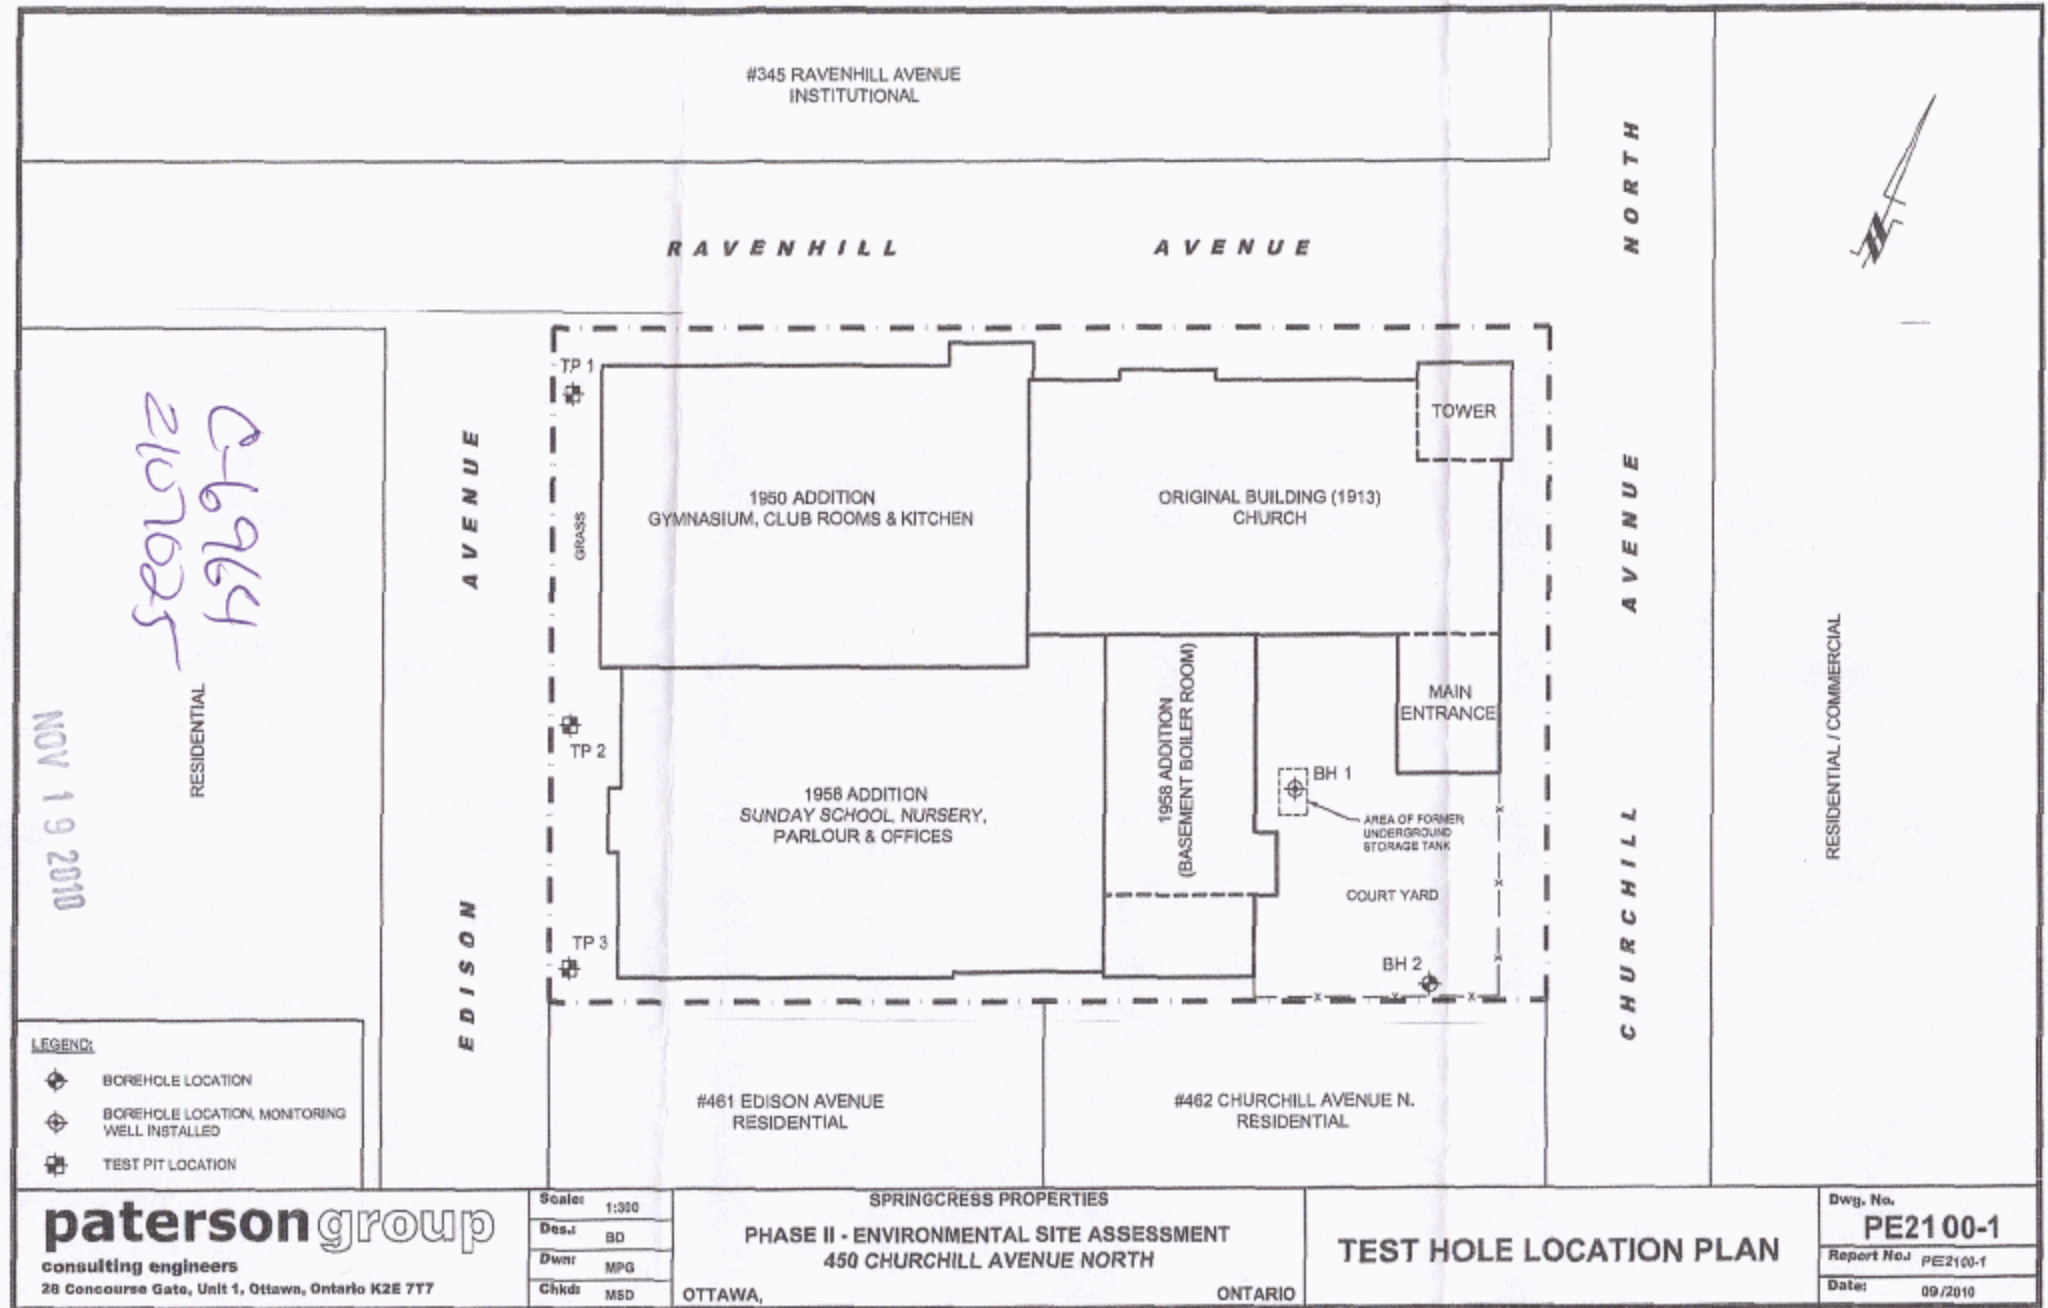 #345 RAVENHILL AVENUE
INSTITUTIONAL
RAVENHILL AVENUE
NORTH
AVENUE
CHURCHILL
AVENUE
EDISON
C-6964
2107625
RESIDENTIAL
NOV 19 2010
TP 1
GRASS
1950 ADDITION
GYMNASIUM, CLUB ROOMS & KITCHEN
ORIGINAL BUILDING (1913)
CHURCH
TOWER
MAIN
ENTRANCE
RESIDENTIAL / COMMERCIAL
TP 2
1958 ADDITION
SUNDAY SCHOOL, NURSERY,
PARLOUR & OFFICES
1958 ADDITION
(BASEMENT BOILER ROOM)
BH 1
AREA OF FORMER
UNDERGROUND
STORAGE TANK
COURT YARD
TP 3
BH 2
#461 EDISON AVENUE
RESIDENTIAL
#462 CHURCHILL AVENUE N.
RESIDENTIAL
LEGEND:
BOREHOLE LOCATION
BOREHOLE LOCATION, MONITORING
WELL INSTALLED
TEST PIT LOCATION
patersongroup
consulting engineers
28 Concourse Gate, Unit 1, Ottawa, Ontario K2E 7T7
Scale: 1:300
Des.: BD
Dwn: MPG
Chkd: MSD
SPRINGCRESS PROPERTIES
PHASE II - ENVIRONMENTAL SITE ASSESSMENT
450 CHURCHILL AVENUE NORTH
OTTAWA, ONTARIO
TEST HOLE LOCATION PLAN
Dwg. No.
PE2100-1
Report No.: PE2100-1
Date: 09/2010